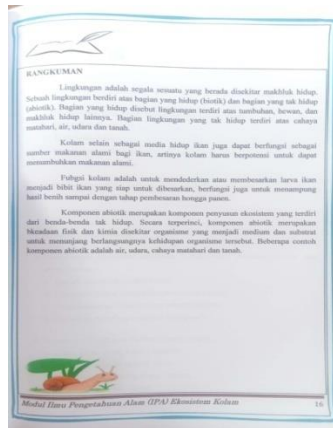 RANGKUMAN
Lingkungan adalah segala sesuatu yang berada disekitar makhluk hidup.
Sebuah lingkungan berdiri atas bagian yang hidup (biotik) dan bagian yang tak hidup
(abiotik). Bagian yang hidup disebut lingkungan terdiri atas tumbuhan, hewan, dan
makhluk hidup lainnya. Bagian lingkungan yang tak hidup terdiri atas cahaya
matahari, air, udara dan tanah.
Kolam selain sebagai media hidup ikan juga dapat berfungsi sebagai
sumber makanan alami bagi ikan, artinya kolam harus berpotensi untuk dapat
menumbuhkan makanan alami.
Fubgsi kolam adalah untuk mendederkan atau membesarkan larva ikan
menjadi bibit ikan yang siap untuk dibesarkan, berfungsi juga untuk menampung
hasil benih sampai dengan tahap pembesaran hongga panen.
Komponen abiotik merupakan komponen penyusun ekosistem yang terdiri
dari benda-benda tak hidup. Secara terperinci, komponen abiotik merupakan
bkeadaan fisik dan kimia disekitar organisme yang menjadi medium dan substrat
untuk menunjang berlangsungnya kehidupan organisme tersebut. Beberapa contoh
komponen abiotik adalah air, udara, cahaya matahari dan tanah.
Modul Ilmu Pengetahuan Alam (IPA) Ekosistem Kolam
16